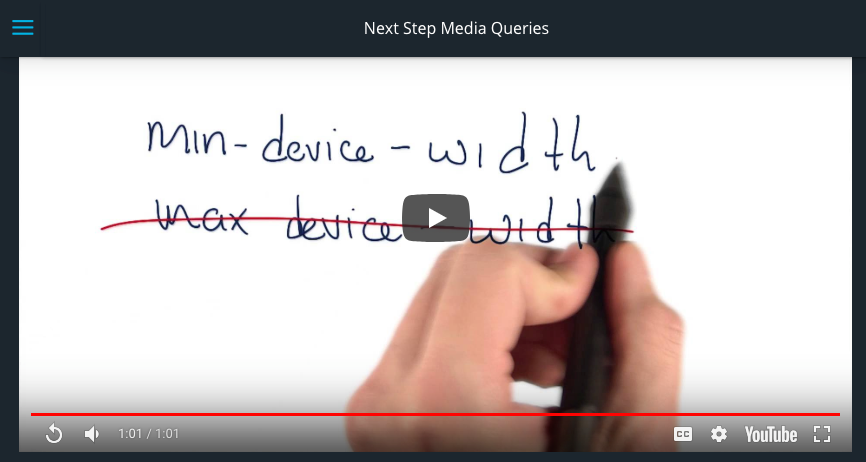 Next Step Media Queries
min-device-width
max device-width
1:01 / 1:01
CC
YouTube